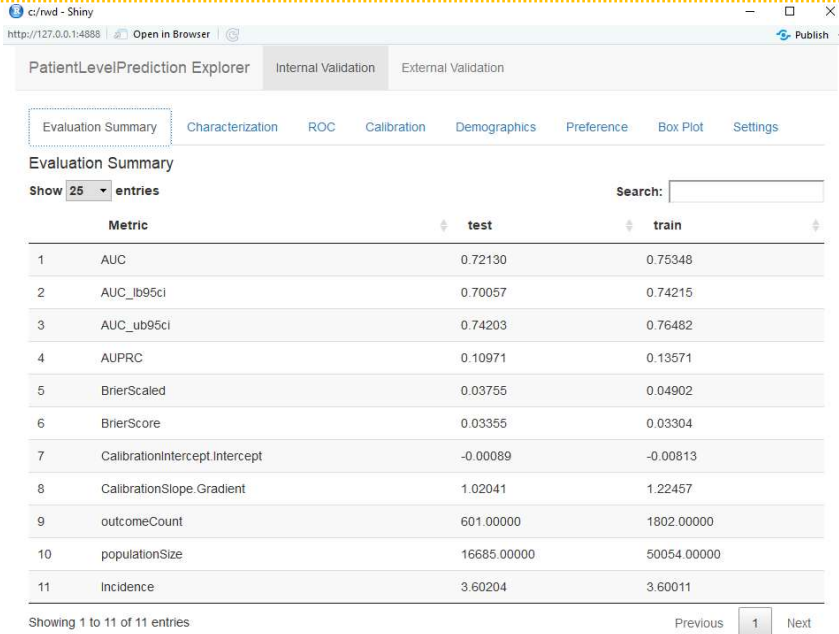 c:/rwd - Shiny
http://127.0.0.1:4888 Open in Browser Publish
PatientLevelPrediction Explorer Internal Validation External Validation
Evaluation Summary Characterization ROC Calibration Demographics Preference Box Plot Settings
Evaluation Summary
Show 25 entries Search:
Metric test train
1 AUC 0.72130 0.75348
2 AUC_lb95ci 0.70057 0.74215
3 AUC_ub95ci 0.74203 0.76482
4 AUPRC 0.10971 0.13571
5 BrierScaled 0.03755 0.04902
6 BrierScore 0.03355 0.03304
7 CalibrationIntercept.Intercept -0.00089 -0.00813
8 CalibrationSlope.Gradient 1.02041 1.22457
9 outcomeCount 601.00000 1802.00000
10 populationSize 16685.00000 50054.00000
11 Incidence 3.60204 3.60011
Showing 1 to 11 of 11 entries Previous 1 Next